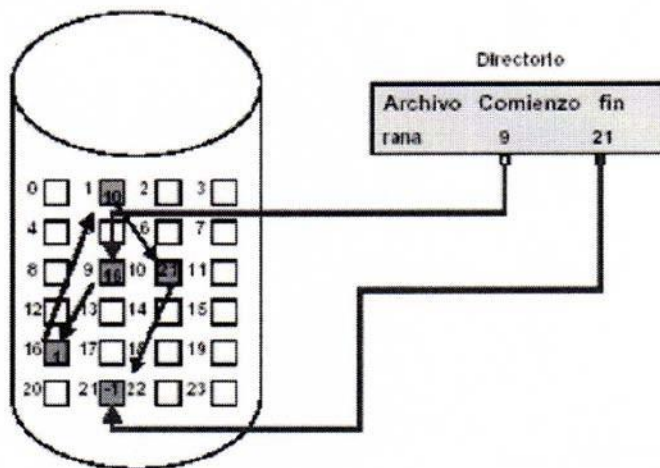 Directorio
Archivo Comienzo fin
rana 9 21
0 1 10 2 3
4 6 7
8 9 16 10 21 11
12 13 14 15
16 1 17 18 19
20 21 -1 22 23